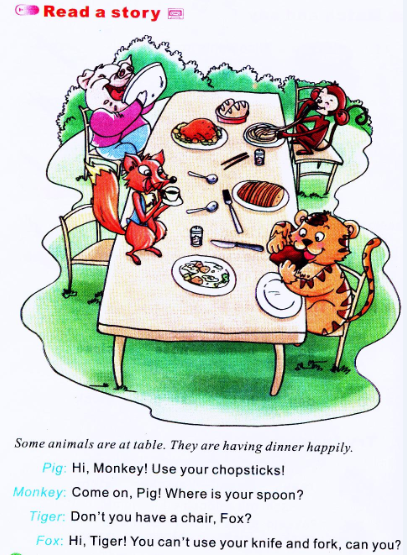 Read a story
Some animals are at table. They are having dinner happily.
Pig: Hi, Monkey! Use your chopsticks!
Monkey: Come on, Pig! Where is your spoon?
Tiger: Don't you have a chair, Fox?
Fox: Hi, Tiger! You can't use your knife and fork, can you?